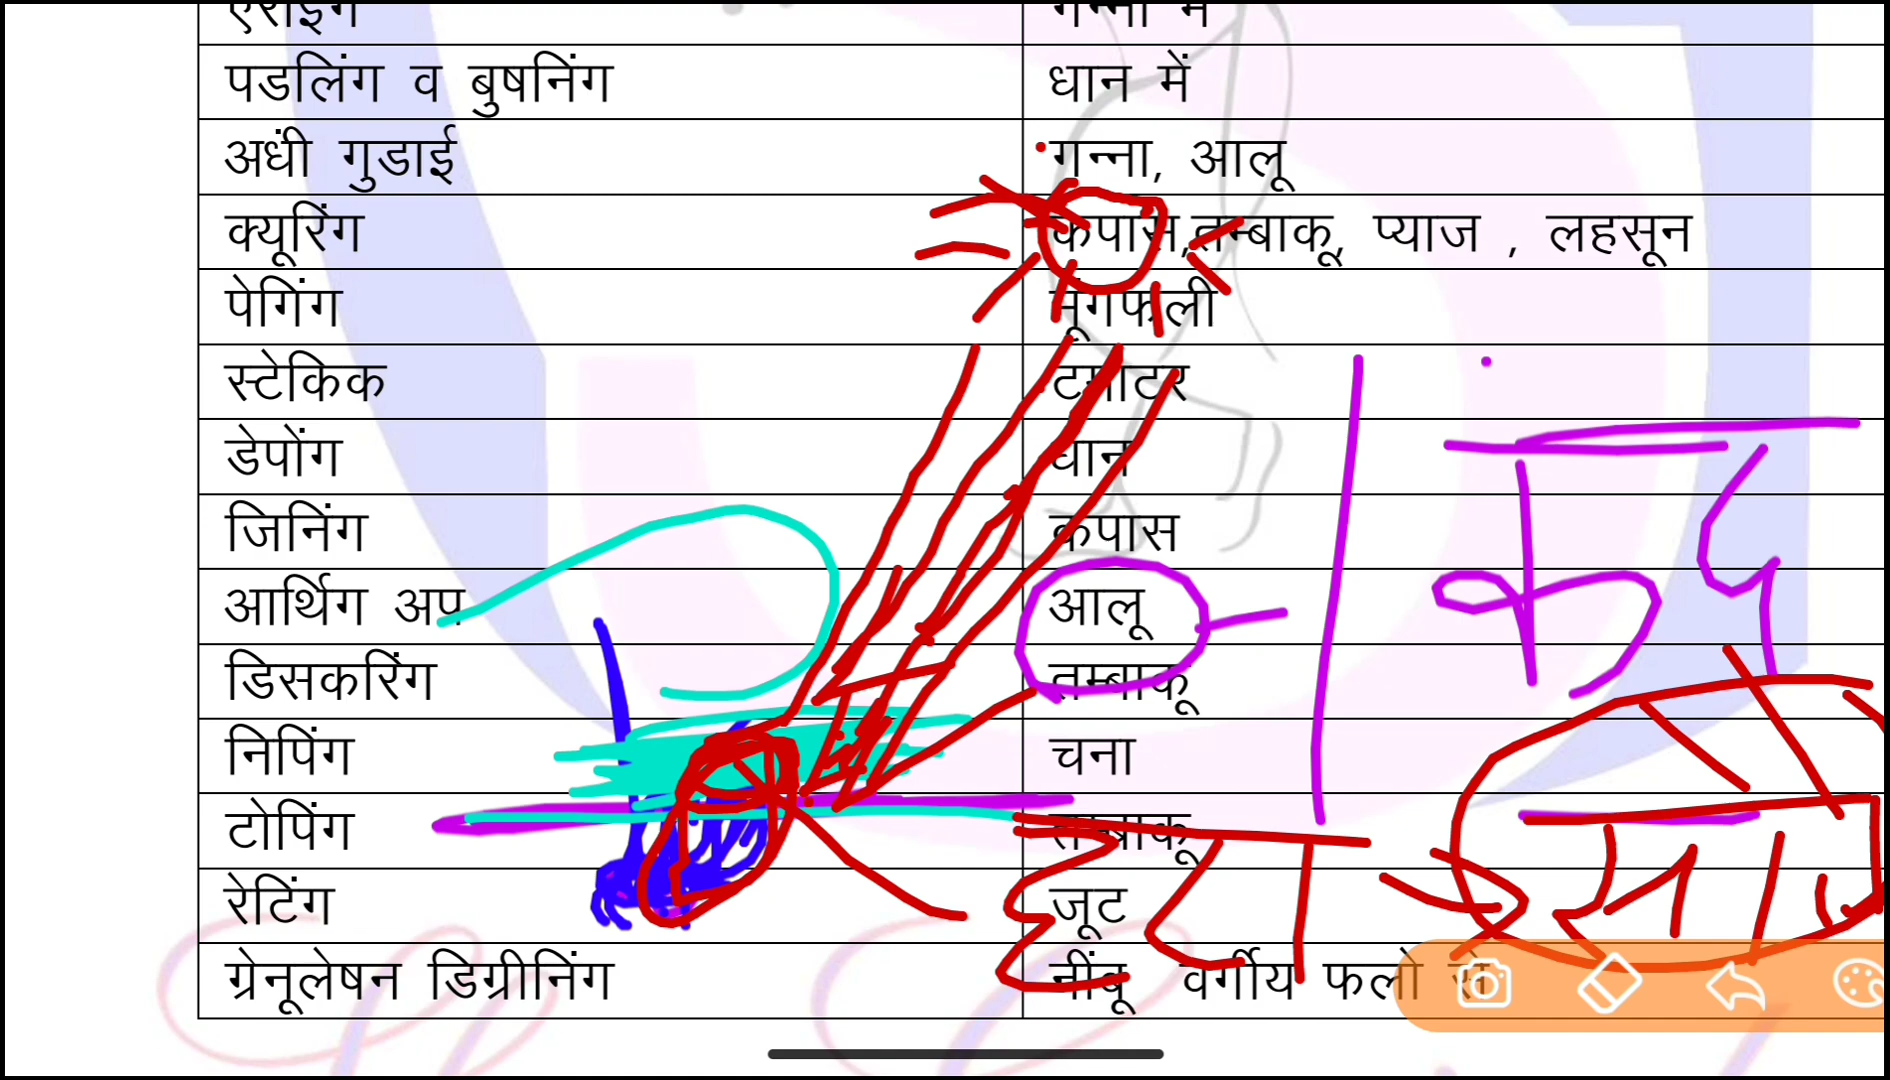 पडलिंग व बुषनिंग धान में
अधंी गुडाई गन्ना, आलू
क्यूरिंग कपास,तम्बाकू, प्याज , लहसून
पेगिंग मूंगफली
स्टेकिक टमाटर
डेपोंग धान
जिनिंग कपास
आर्थिग अप आलू
डिसकरिंग तम्बाकू
निपिंग चना
टोपिंग तम्बाकू
रेटिंग जूट
ग्रेनूलेषन डिग्रीनिंग नींबू वर्गीय फलो से